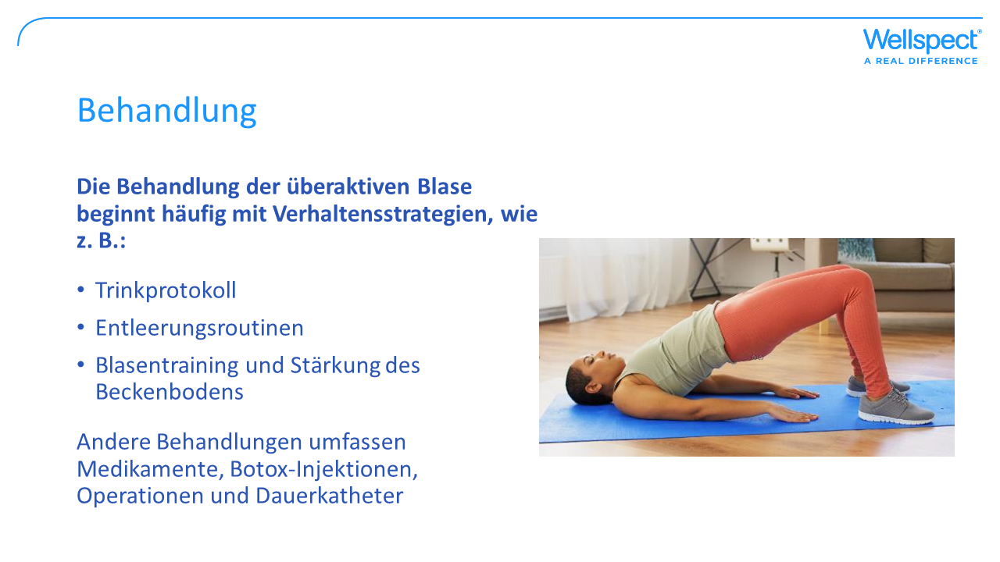 Wellspect®
A REAL DIFFERENCE
Behandlung
Die Behandlung der überaktiven Blase
beginnt häufig mit Verhaltensstrategien, wie
z. B.:
• Trinkprotokoll
• Entleerungsroutinen
• Blasentraining und Stärkung des
Beckenbodens
Andere Behandlungen umfassen
Medikamente, Botox-Injektionen,
Operationen und Dauerkatheter